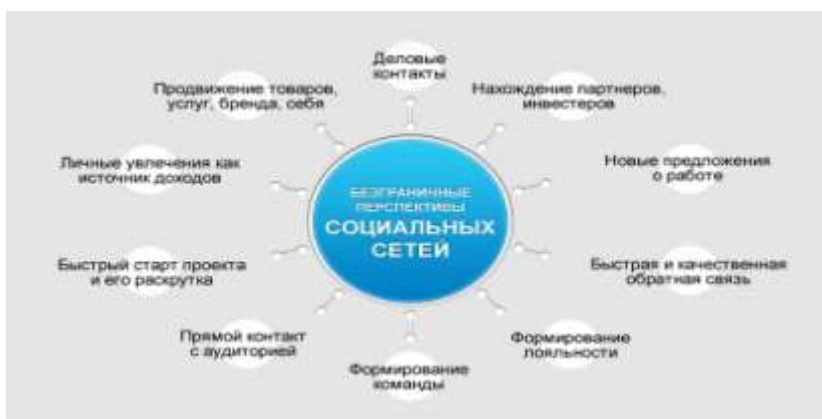 Деловые
контакты
Продвижение товаров,
услуг, бренда, себя
Нахождение партнеров,
инвестеров
Личные увлечения как
источник доходов
Новые предложения
о работе
БЕЗГРАНИЧНЫЕ
ПЕРСПЕКТИВЫ
СОЦИАЛЬНЫХ
СЕТЕЙ
Быстрый старт проекта
и его раскрутка
Быстрая и качественная
обратная связь
Прямой контакт
с аудиторией
Формирование
лояльности
Формирование
команды